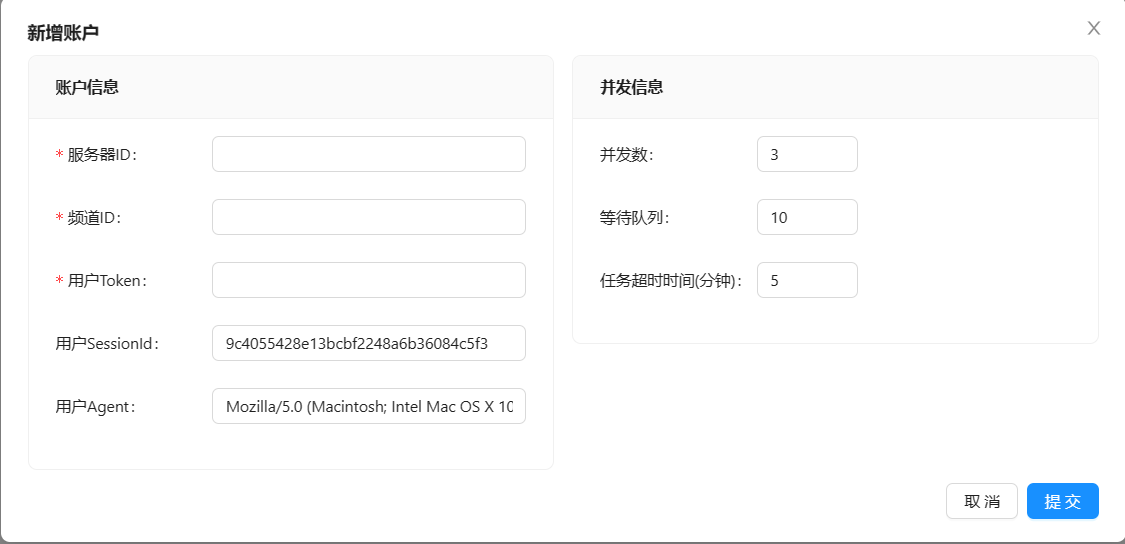 新增账户
账户信息
* 服务器ID：
* 频道ID：
* 用户Token：
用户SessionId： 9c4055428e13bcbf2248a6b36084c5f3
用户Agent： Mozilla/5.0 (Macintosh; Intel Mac OS X 10
并发信息
并发数： 3
等待队列： 10
任务超时时间(分钟)： 5
取 消
提 交